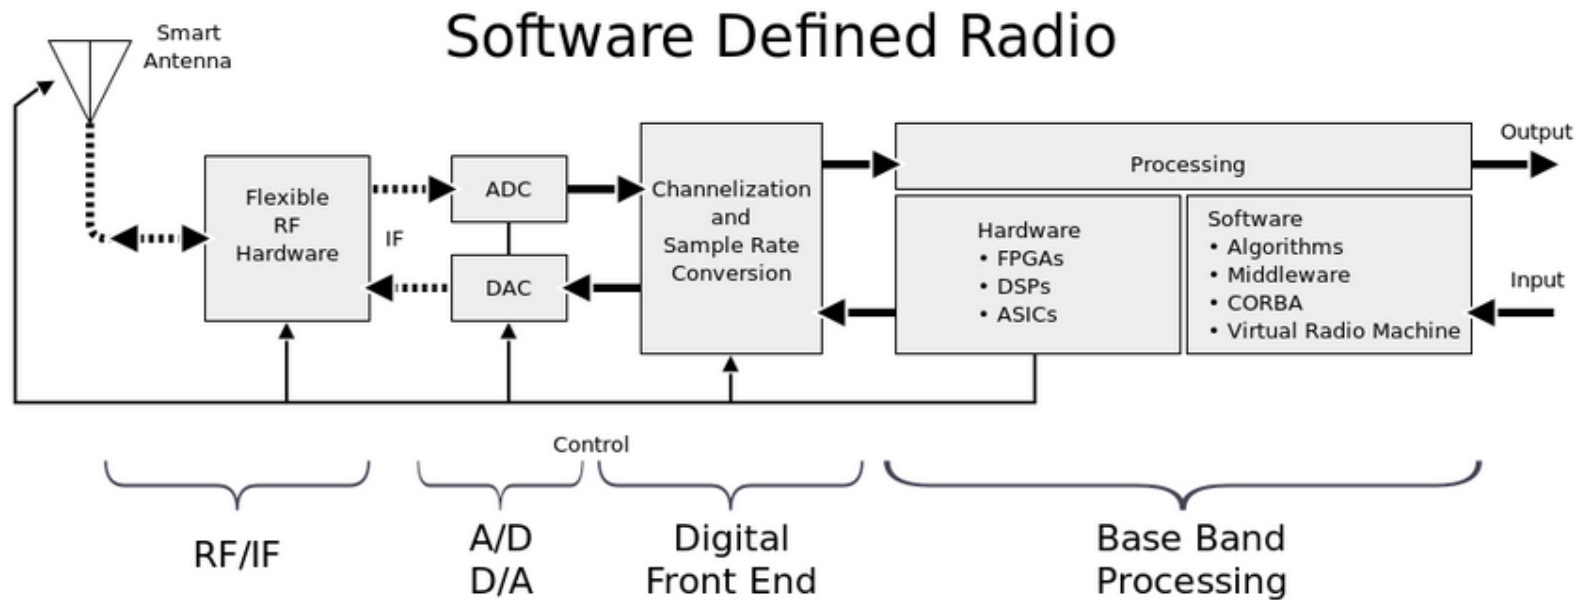 Software Defined Radio
Smart
Antenna
Flexible
RF
Hardware
IF
ADC
DAC
Channelization
and
Sample Rate
Conversion
Processing
Hardware
• FPGAs
• DSPs
• ASICs
Software
• Algorithms
• Middleware
• CORBA
• Virtual Radio Machine
Output
Input
Control
RF/IF
A/D
D/A
Digital
Front End
Base Band
Processing